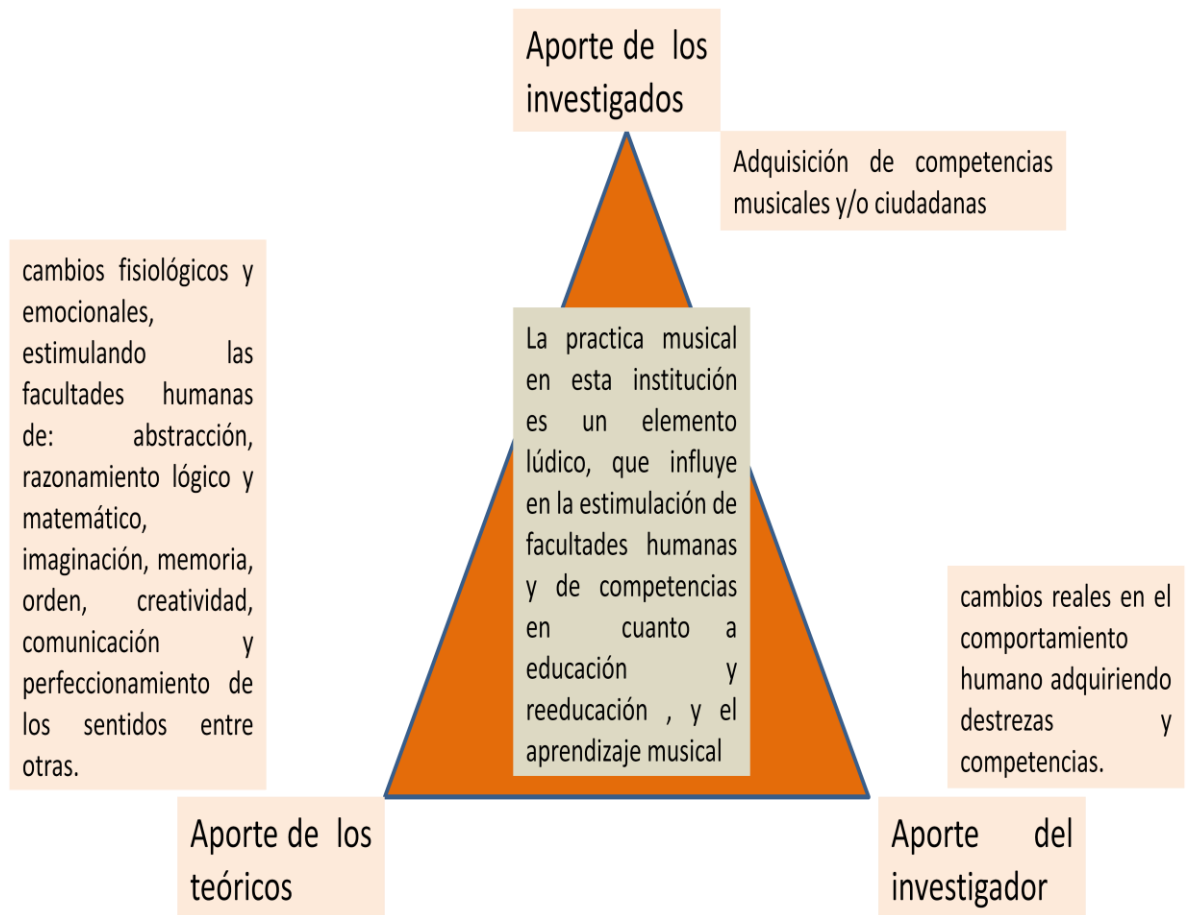 Aporte de los
investigados
Adquisición de competencias
musicales y/o ciudadanas
cambios fisiológicos y
emocionales,
estimulando las
facultades humanas
de: abstracción,
razonamiento lógico y
matemático,
imaginación, memoria,
orden, creatividad,
comunicación y
perfeccionamiento de
los sentidos entre
otras.
La practica musical
en esta institución
es un elemento
lúdico, que influye
en la estimulación de
facultades humanas
y de competencias
en cuanto a
educación y
reeducación , y el
aprendizaje musical
cambios reales en el
comportamiento
humano adquiriendo
destrezas y
competencias.
Aporte de los
teóricos
Aporte del
investigador